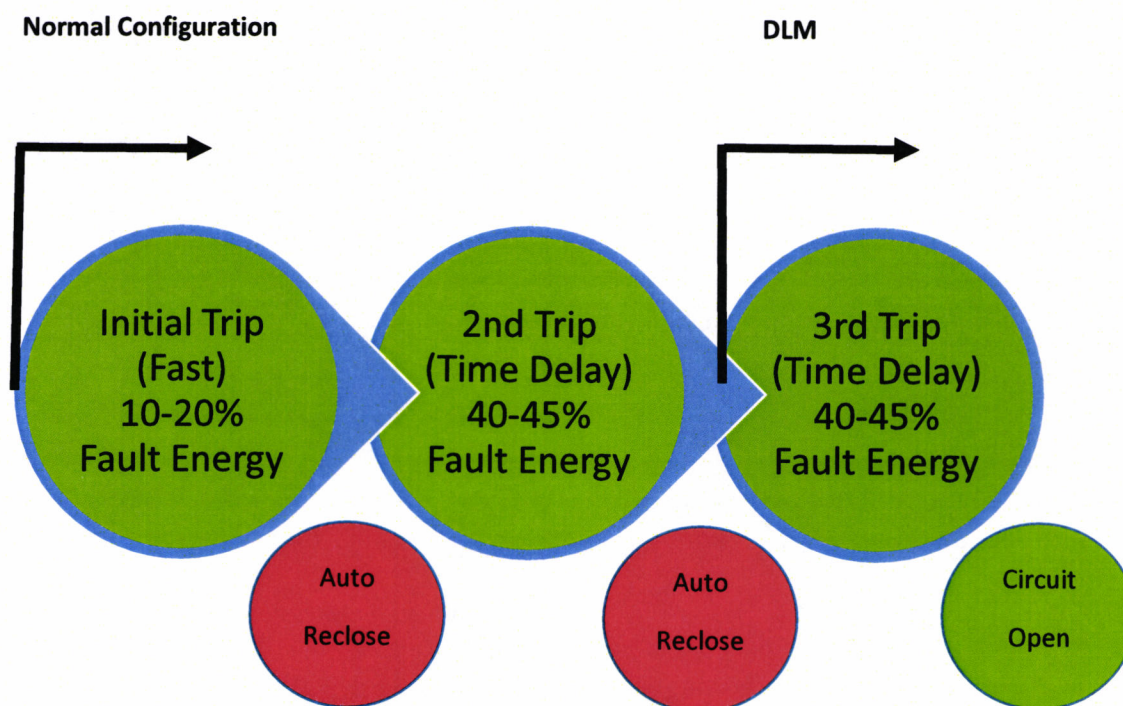 Normal Configuration
DLM
Initial Trip
(Fast)
10-20%
Fault Energy
2nd Trip
(Time Delay)
40-45%
Fault Energy
3rd Trip
(Time Delay)
40-45%
Fault Energy
Auto
Reclose
Auto
Reclose
Circuit
Open